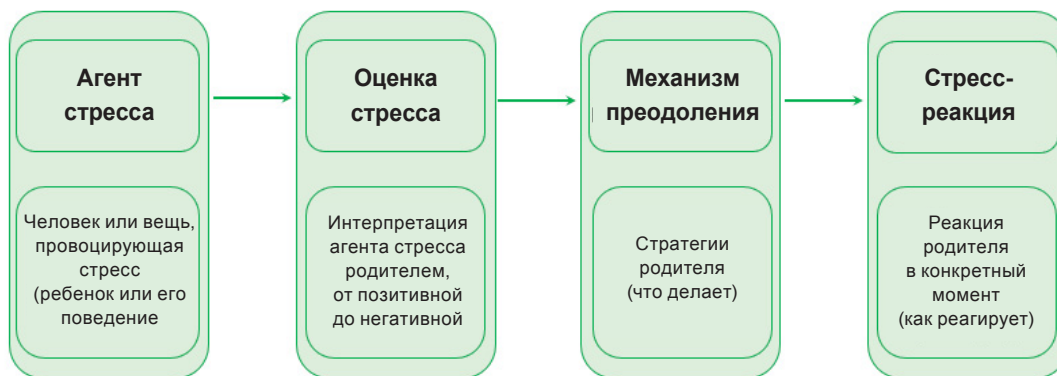 Агент
стресса
Человек или вещь,
провоцирующая
стресс
(ребенок или его
поведение
Оценка
стресса
Интерпретация
агента стресса
родителем,
от позитивной
до негативной
Механизм
преодоления
Стратегии
родителя
(что делает)
Стресс-
реакция
Реакция
родителя
в конкретный
момент
(как реагирует)